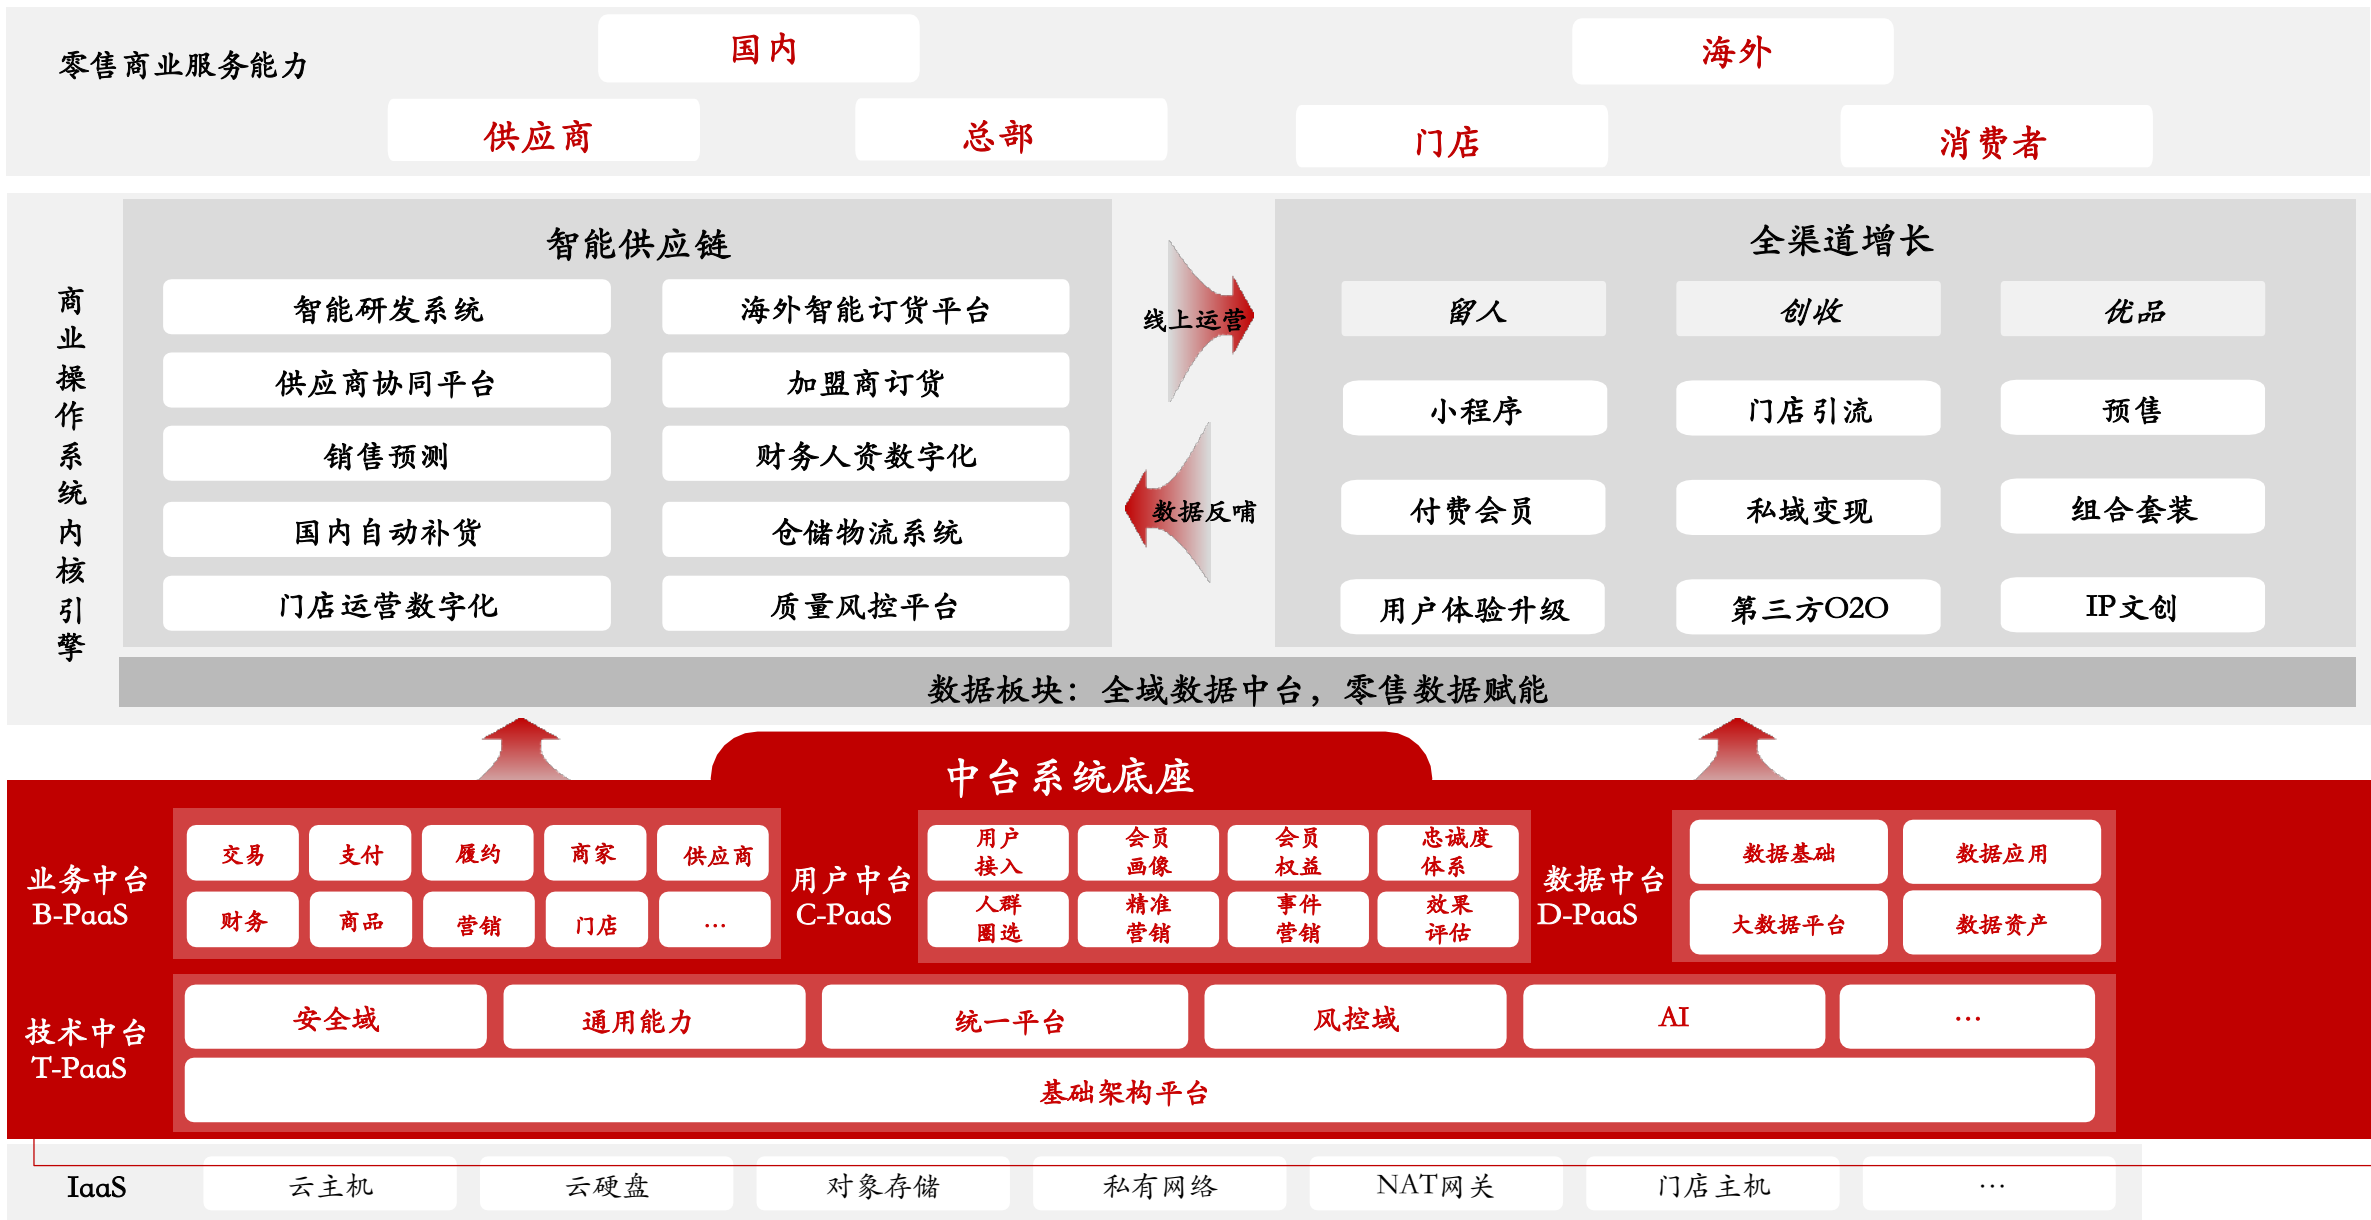 零售商业服务能力
国内
海外
供应商
总部
门店
消费者
商业操作系统内核引擎
智能供应链
智能研发系统
海外智能订货平台
供应商协同平台
加盟商订货
销售预测
财务人资数字化
国内自动补货
仓储物流系统
门店运营数字化
质量风控平台
线上运营
数据反哺
全渠道增长
留人
创收
优品
小程序
门店引流
预售
付费会员
私域变现
组合套装
用户体验升级
第三方O2O
IP文创
数据板块：全域数据中台，零售数据赋能
中台系统底座
业务中台
B-PaaS
交易
支付
履约
商家
供应商
财务
商品
营销
门店
...
用户中台
C-PaaS
用户
接入
会员
画像
会员
权益
忠诚度
体系
人群
圈选
精准
营销
事件
营销
效果
评估
数据中台
D-PaaS
数据基础
数据应用
大数据平台
数据资产
技术中台
T-PaaS
安全域
通用能力
统一平台
风控域
AI
...
基础架构平台
IaaS
云主机
云硬盘
对象存储
私有网络
NAT网关
门店主机
...